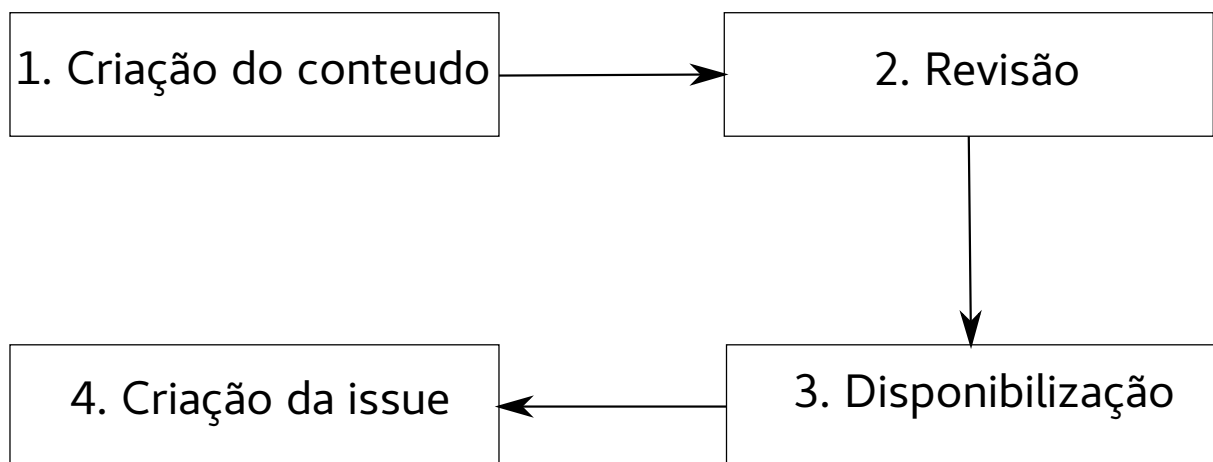 1. Criação do conteudo
2. Revisão
3. Disponibilização
4. Criação da issue